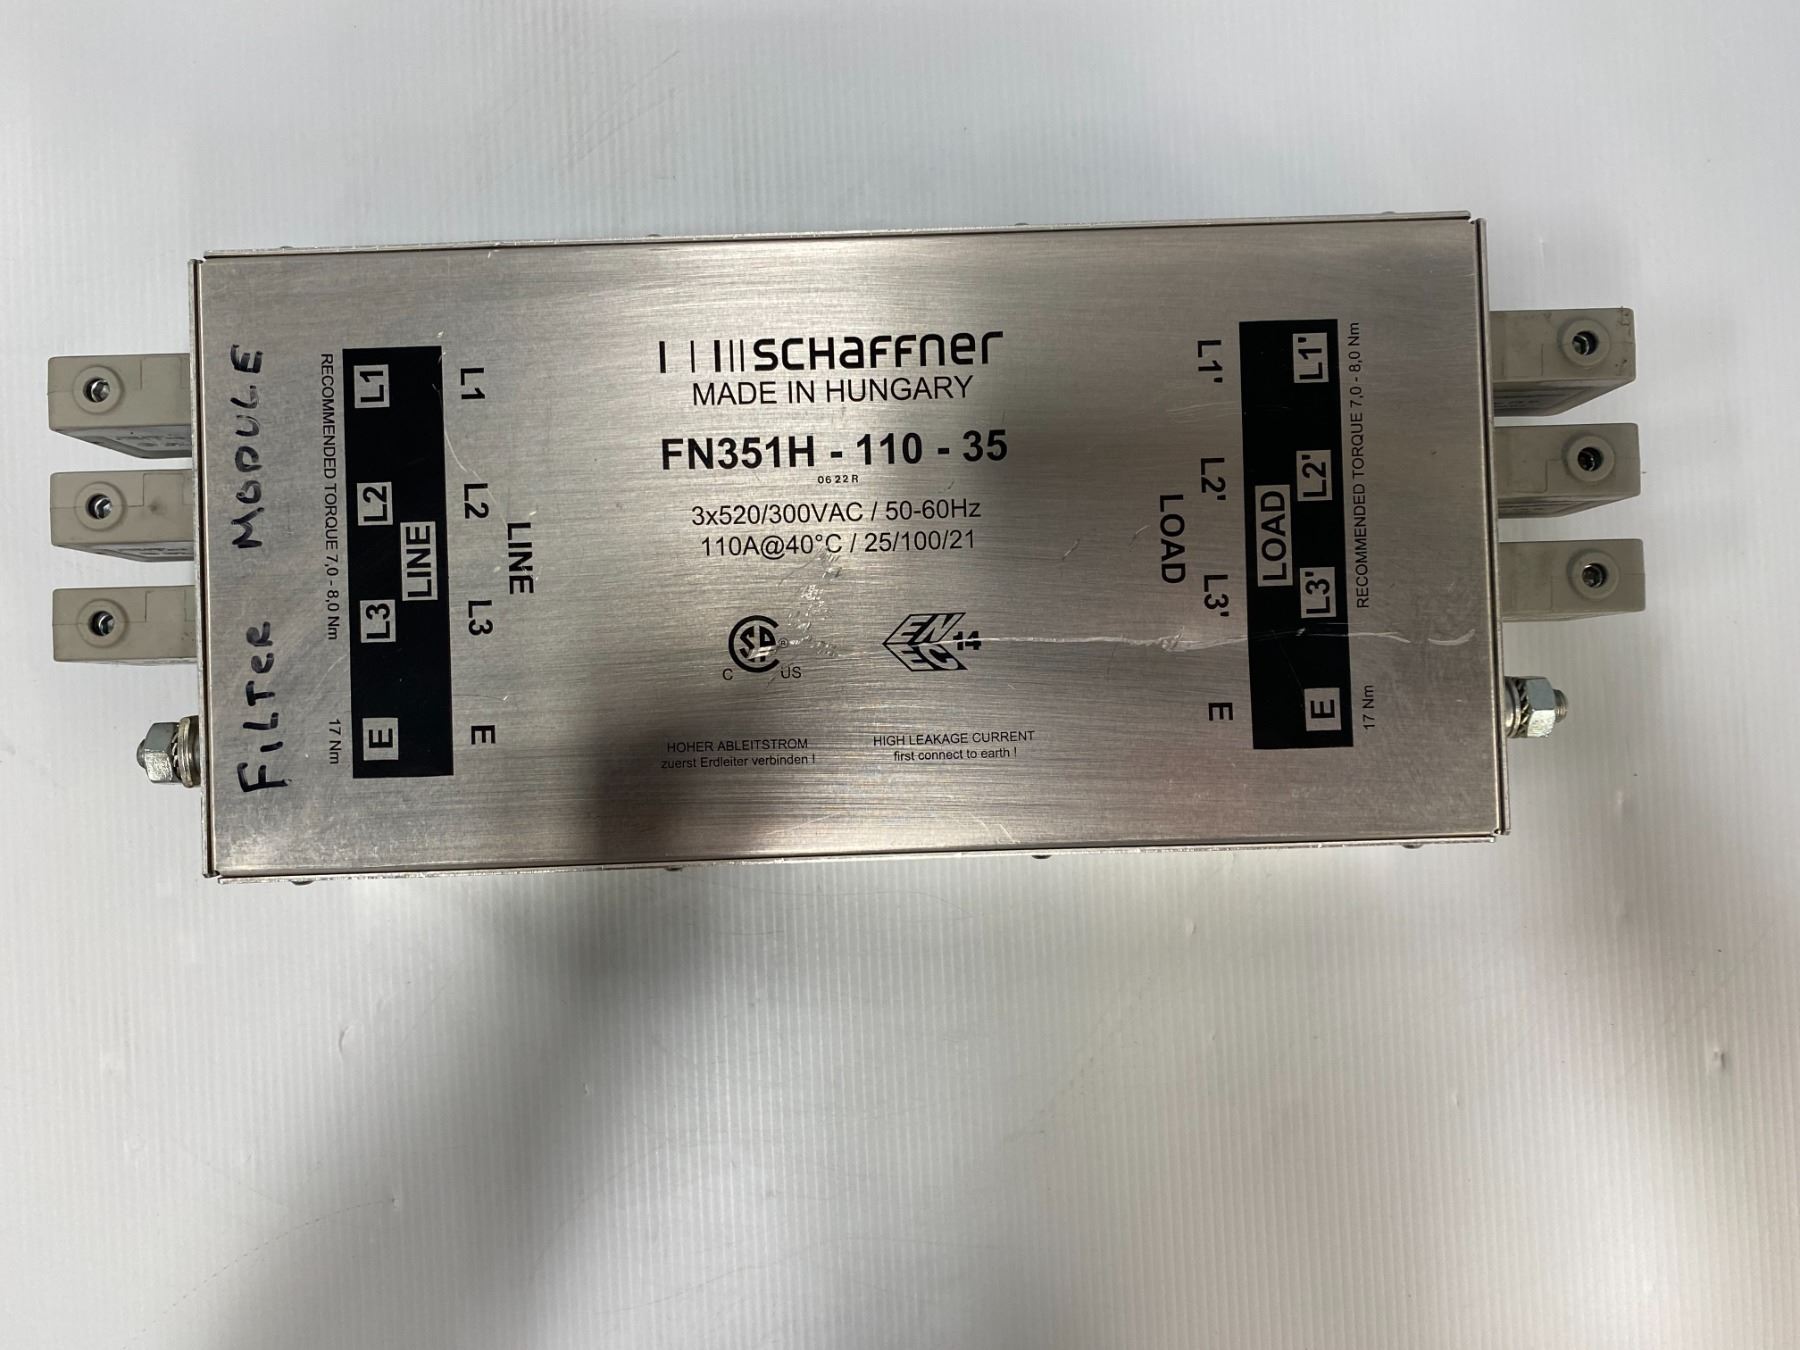 FILTER MODULE
RECOMMENDED TORQUE 7,0 - 8,0 Nm
17 Nm
L1
L2
L3
E
LINE
L1
L2
L3
E
LINE
SCHAFFNER
MADE IN HUNGARY
FN351H - 110 - 35
06 22 R
3x520/300VAC / 50-60Hz
110A@40°C / 25/100/21
C US
14
HOHER ABLEITSTROM
zuerst Erdleiter verbinden !
HIGH LEAKAGE CURRENT
first connect to earth !
L1'
L2'
L3'
E
LOAD
L1'
L2'
L3'
E
LOAD
RECOMMENDED TORQUE 7,0 - 8,0 Nm
17 Nm